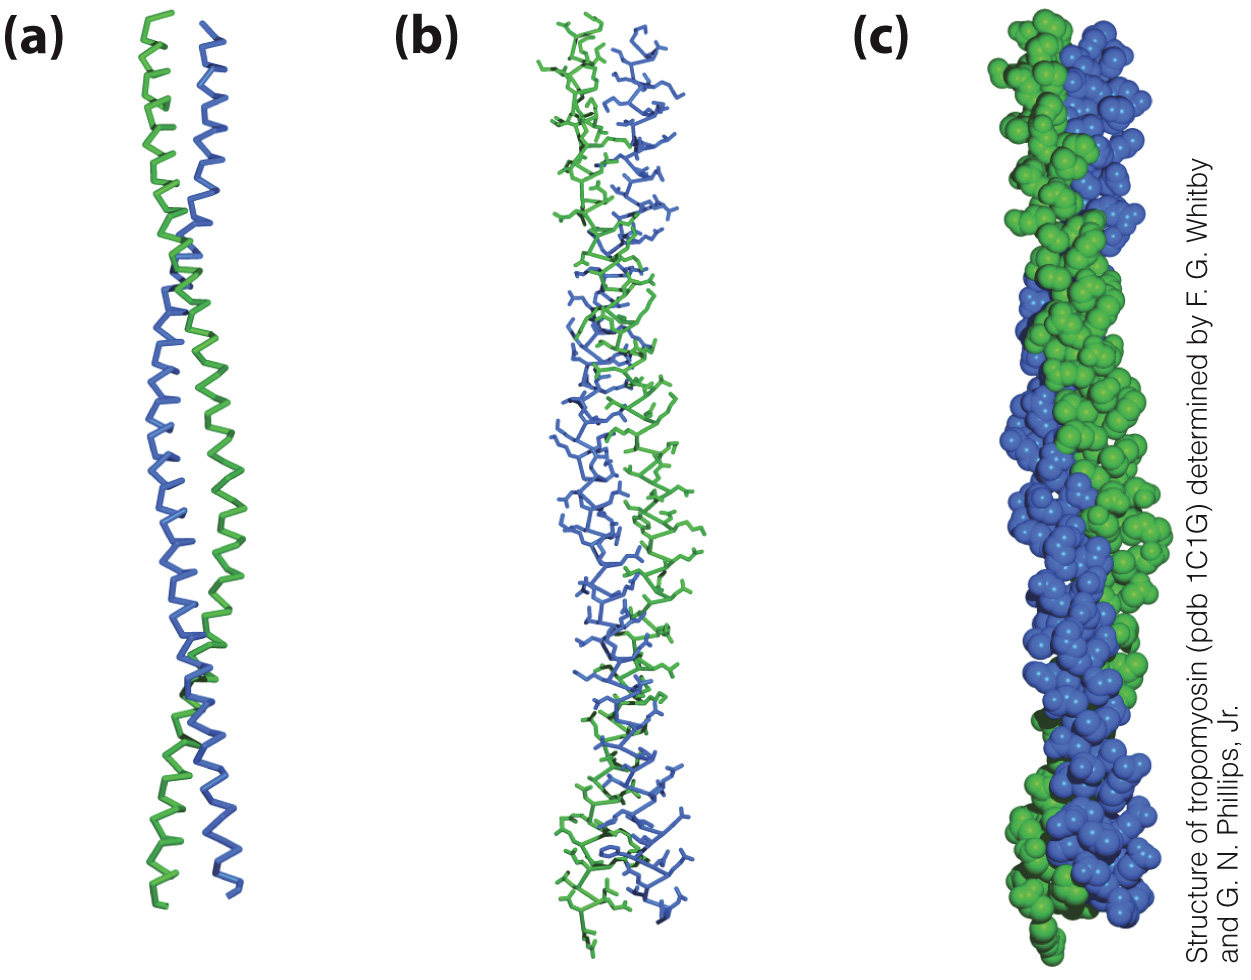 (a)
(b)
(c)
Structure of tropomyosin (pdb 1C1G) determined by F. G. Whitby
and G. N. Phillips, Jr.